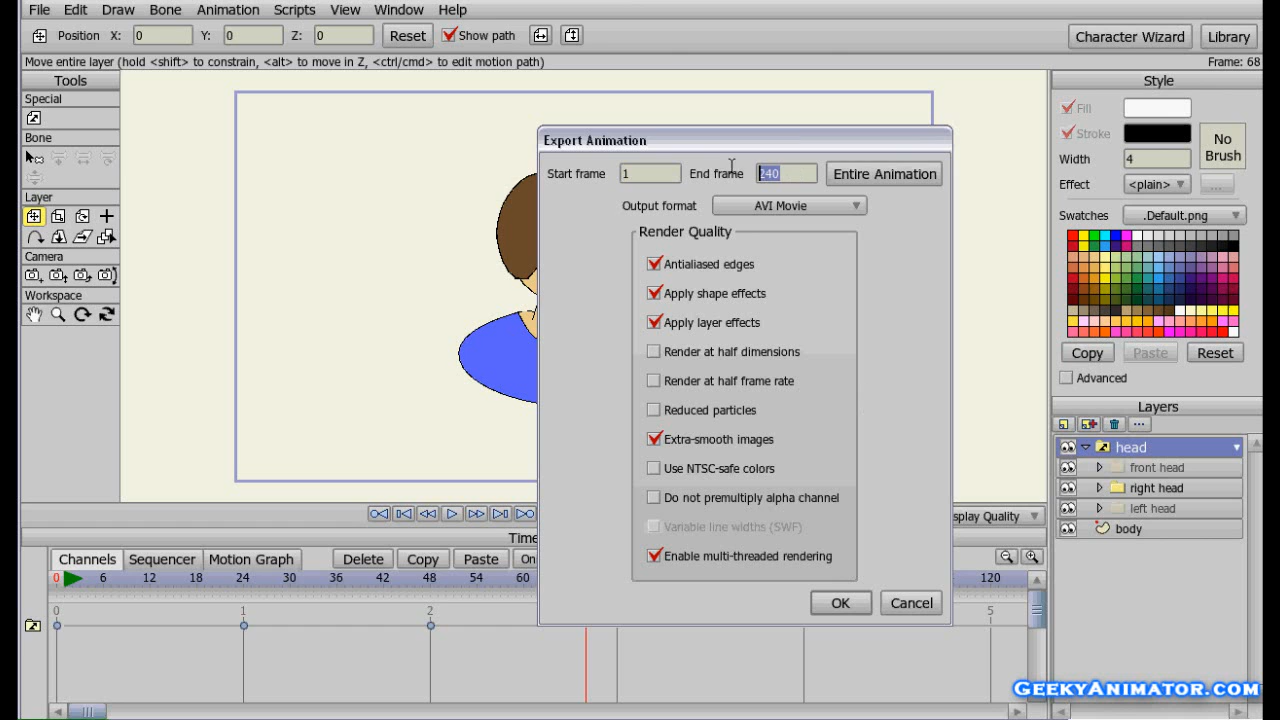 File Edit Draw Bone Animation Scripts View Window Help
Position X: 0 Y: 0 Z: 0 Reset Show path Character Wizard Library
Move entire layer (hold <shift> to constrain, <alt> to move in Z, <ctrl/cmd> to edit motion path) Frame: 68
Tools
Special
Bone
Layer
Camera
Workspace
Export Animation
Start frame 1 End frame 240 Entire Animation
Output format AVI Movie
Render Quality
Antialiased edges
Apply shape effects
Apply layer effects
Render at half dimensions
Render at half frame rate
Reduced particles
Extra-smooth images
Use NTSC-safe colors
Do not premultiply alpha channel
Variable line widths (SWF)
Enable multi-threaded rendering
OK Cancel
Style
Fill
Stroke
No Brush
Width 4
Effect <plain> ...
Swatches .Default.png
Copy Paste Reset
Advanced
Layers
head
front head
right head
left head
body
splay Quality
Time
Channels Sequencer Motion Graph Delete Copy Paste On
0 6 12 18 24 30 36 42 48 54 60 120
0 1 2 5
GeekyAnimator.com